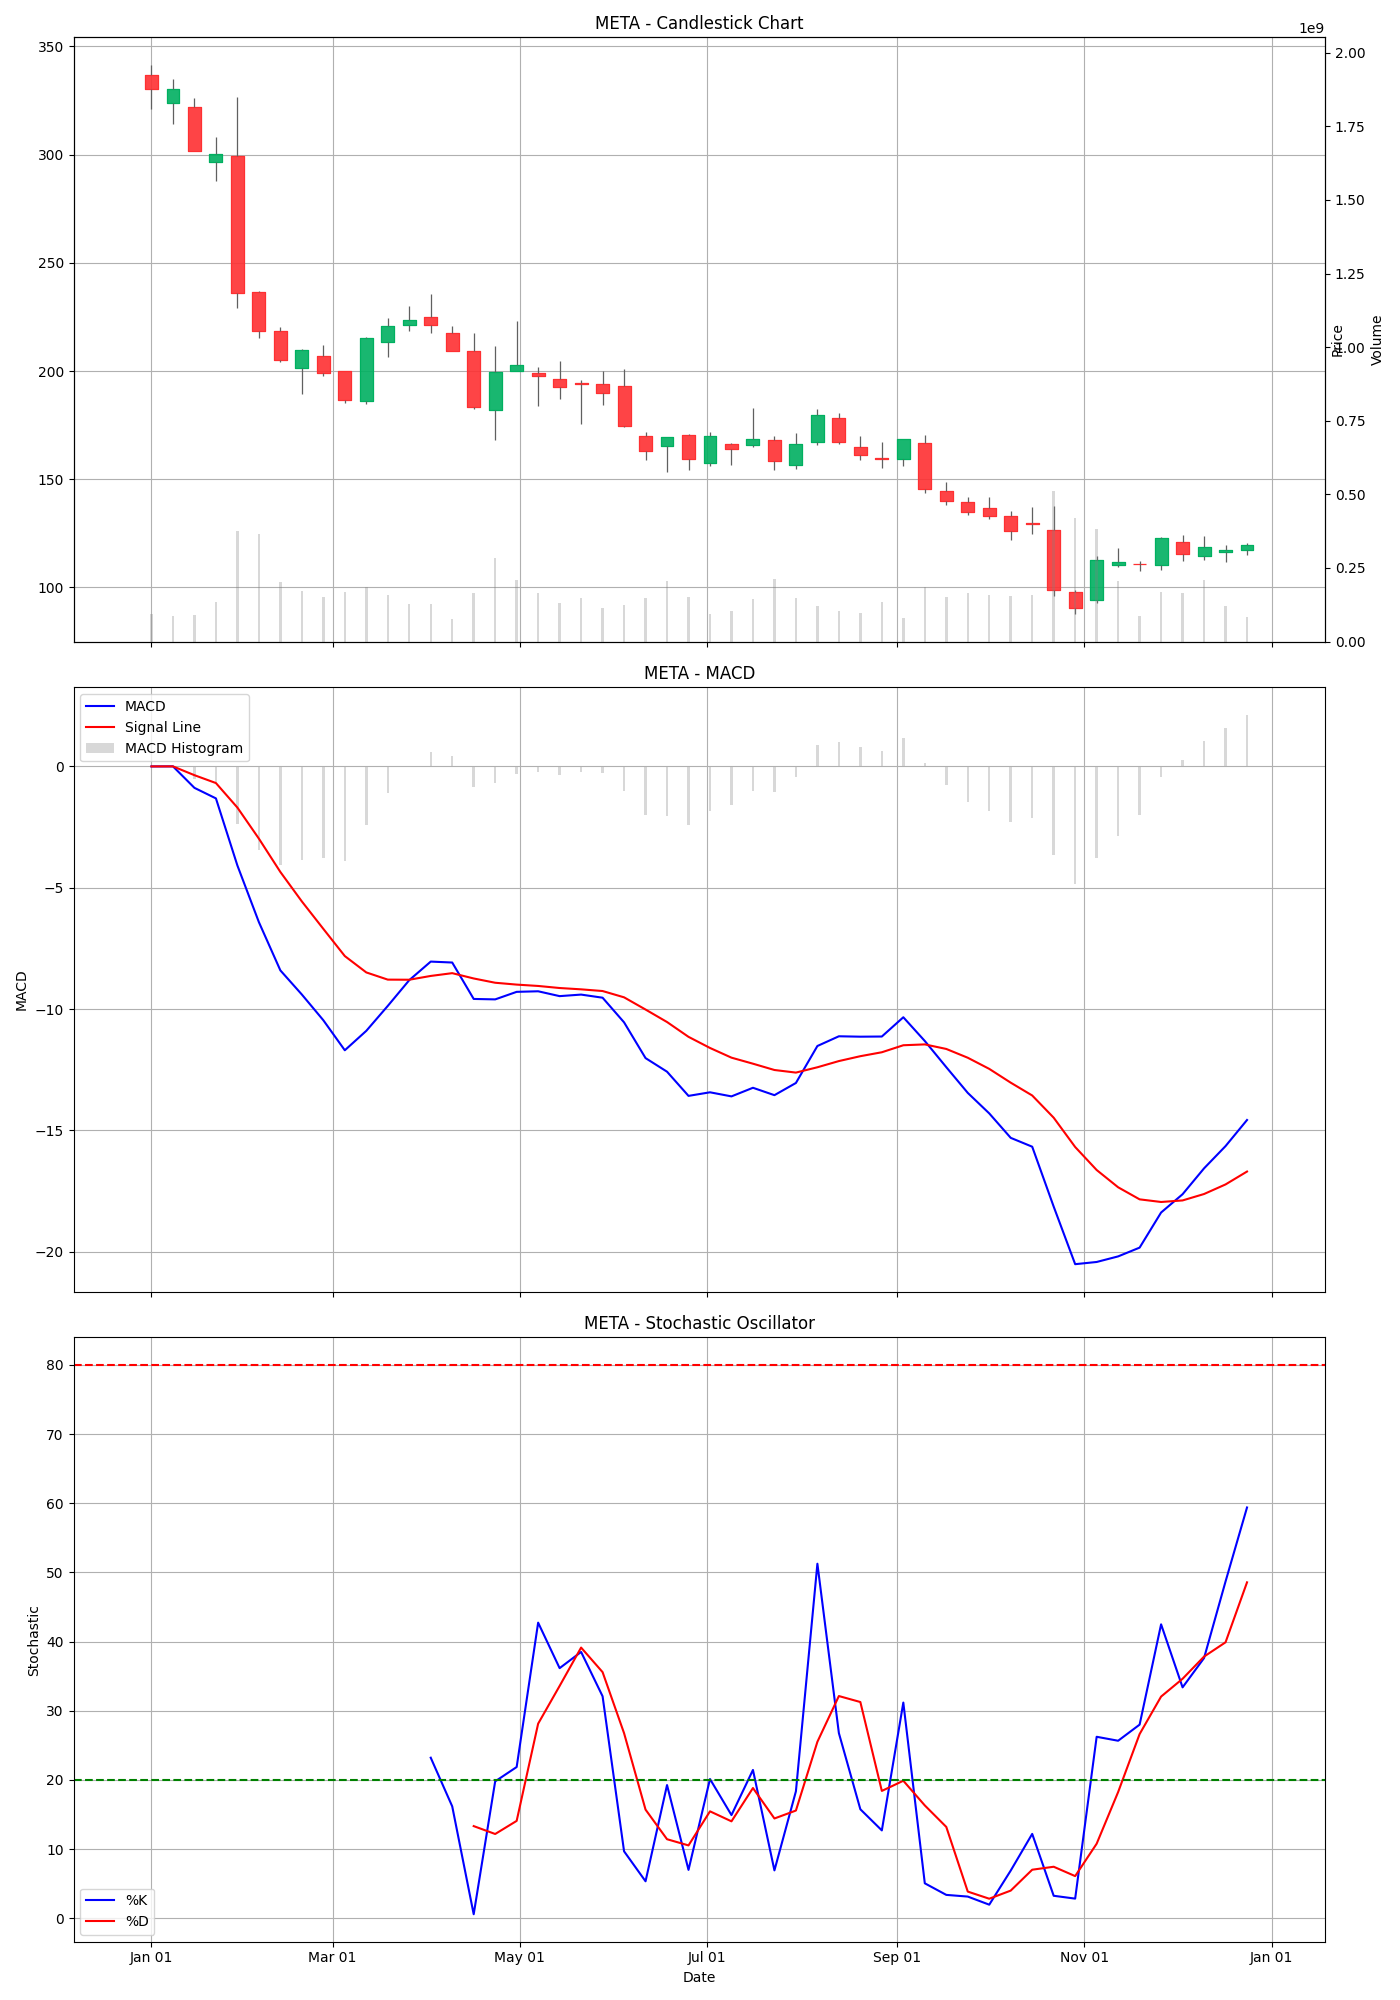 META - Candlestick Chart
1e9
350
300
250
200
150
100
2.00
1.75
1.50
1.25
1.00
0.75
0.50
0.25
0.00
Price
Volume
META - MACD
MACD
Signal Line
MACD Histogram
0
−5
−10
−15
−20
MACD
META - Stochastic Oscillator
80
70
60
50
40
30
20
10
0
Stochastic
%K
%D
Jan 01
Mar 01
May 01
Jul 01
Sep 01
Nov 01
Jan 01
Date